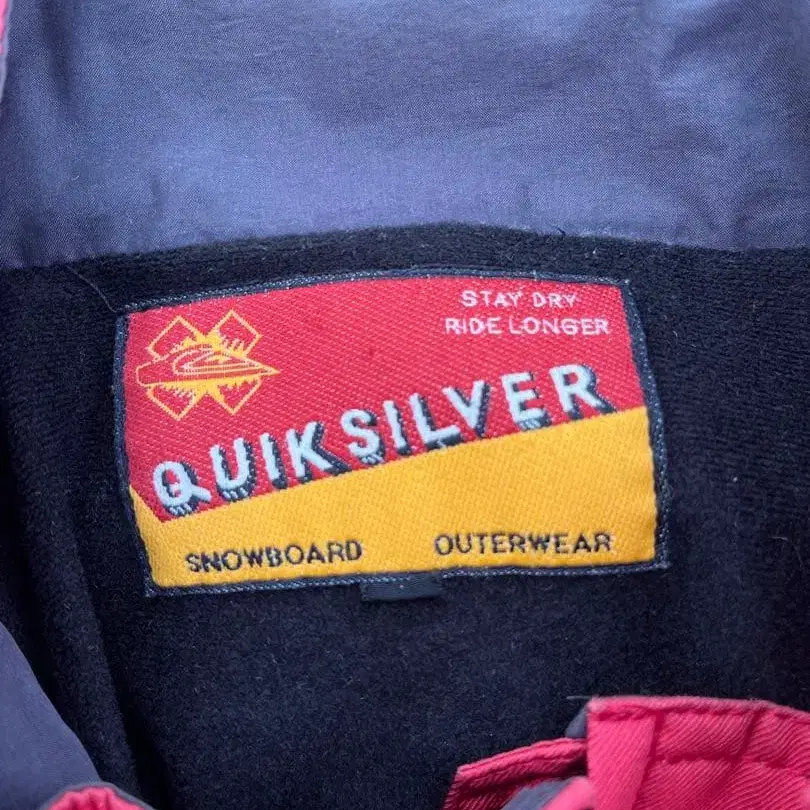 STAY DRY
RIDE LONGER
QUIKSILVER
SNOWBOARD OUTERWEAR